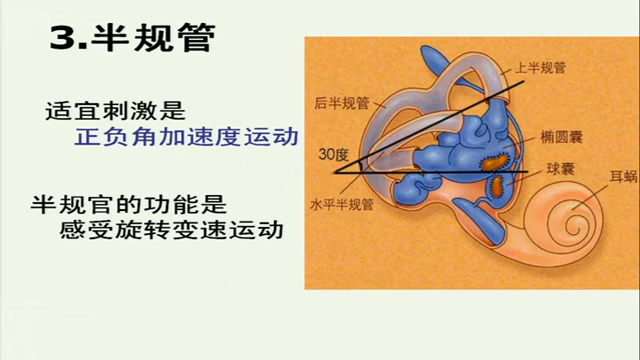 3.半规管
适宜刺激是
正负角加速度运动
半规官的功能是
感受旋转变速运动
上半规管
后半规管
椭圆囊
30度
球囊
耳蜗
水平半规管